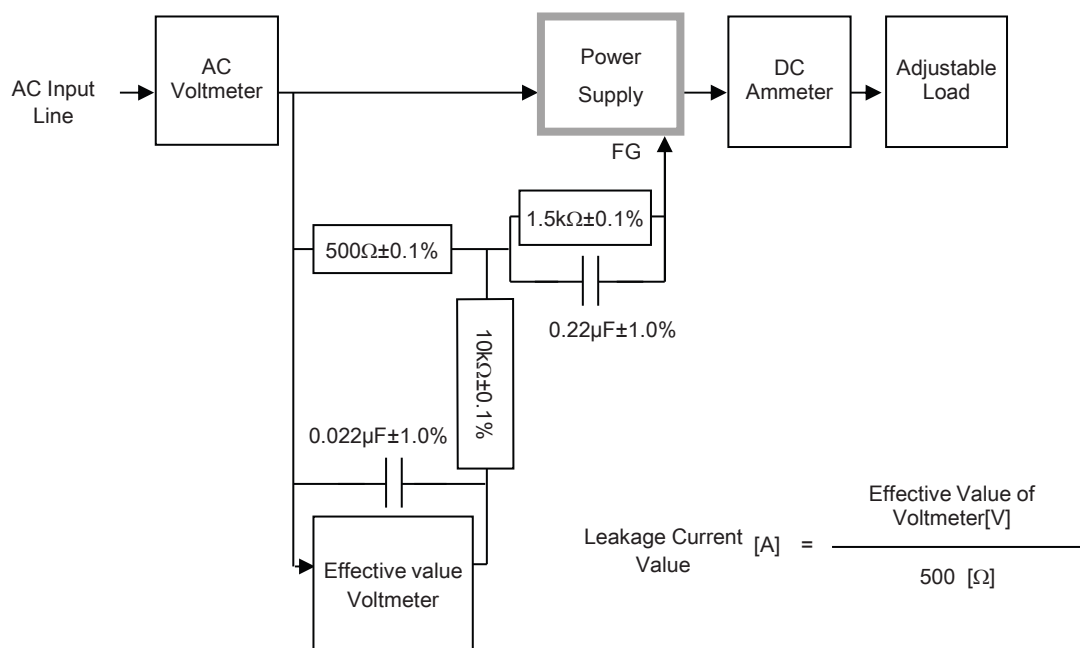 AC Input
Line
AC
Voltmeter
Power
Supply
DC
Ammeter
Adjustable
Load
FG
1.5kΩ±0.1%
500Ω±0.1%
0.22µF±1.0%
10kΩ±0.1%
0.022µF±1.0%
Effective value
Voltmeter
Leakage Current [A] =
Value
Effective Value of
Voltmeter[V]
500 [Ω]